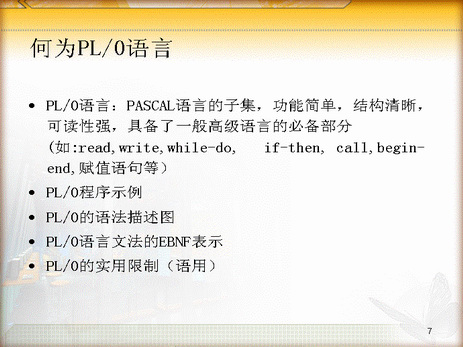 何为PL/0语言
• PL/0语言：PASCAL语言的子集，功能简单，结构清晰，
可读性强，具备了一般高级语言的必备部分
(如:read,write,while-do, if-then, call,begin-
end,赋值语句等）
• PL/0程序示例
• PL/0的语法描述图
• PL/0语言文法的EBNF表示
• PL/0的实用限制（语用）
7